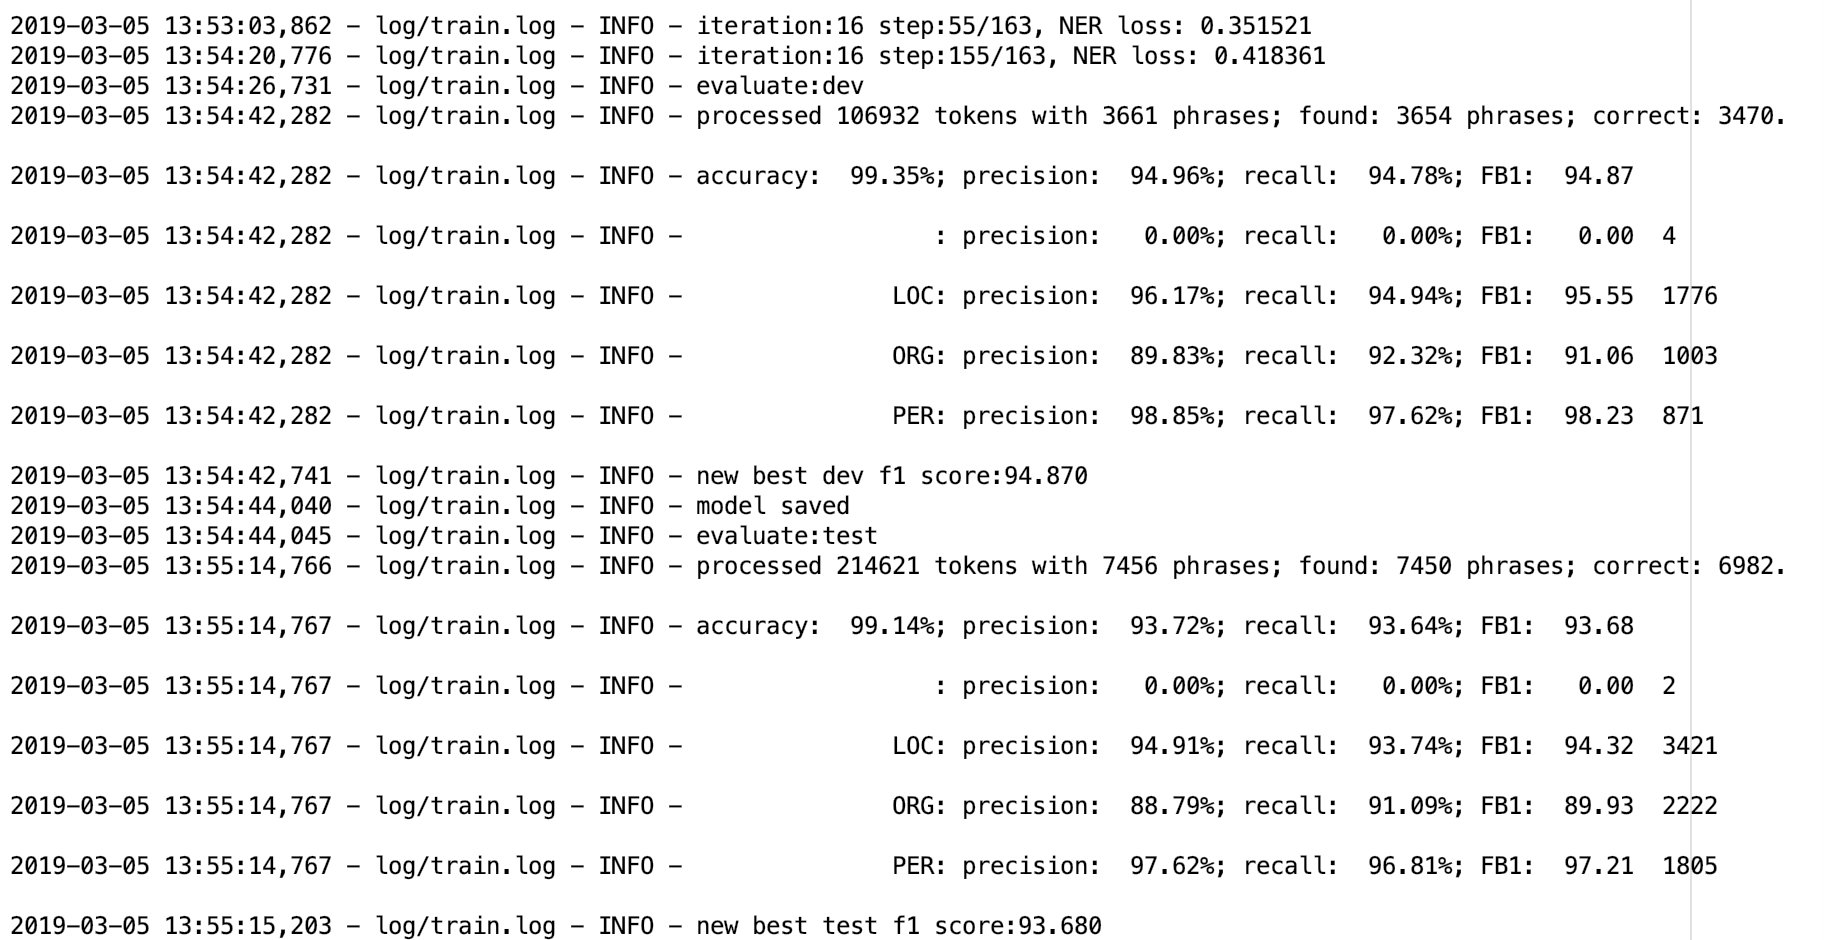 2019-03-05 13:53:03,862 - log/train.log - INFO - iteration:16 step:55/163, NER loss: 0.351521
2019-03-05 13:54:20,776 - log/train.log - INFO - iteration:16 step:155/163, NER loss: 0.418361
2019-03-05 13:54:26,731 - log/train.log - INFO - evaluate:dev
2019-03-05 13:54:42,282 - log/train.log - INFO - processed 106932 tokens with 3661 phrases; found: 3654 phrases; correct: 3470.
2019-03-05 13:54:42,282 - log/train.log - INFO - accuracy:  99.35%; precision:  94.96%; recall:  94.78%; FB1:  94.87
2019-03-05 13:54:42,282 - log/train.log - INFO -                  : precision:   0.00%; recall:   0.00%; FB1:   0.00  4
2019-03-05 13:54:42,282 - log/train.log - INFO -               LOC: precision:  96.17%; recall:  94.94%; FB1:  95.55  1776
2019-03-05 13:54:42,282 - log/train.log - INFO -               ORG: precision:  89.83%; recall:  92.32%; FB1:  91.06  1003
2019-03-05 13:54:42,282 - log/train.log - INFO -               PER: precision:  98.85%; recall:  97.62%; FB1:  98.23  871
2019-03-05 13:54:42,741 - log/train.log - INFO - new best dev f1 score:94.870
2019-03-05 13:54:44,040 - log/train.log - INFO - model saved
2019-03-05 13:54:44,045 - log/train.log - INFO - evaluate:test
2019-03-05 13:55:14,766 - log/train.log - INFO - processed 214621 tokens with 7456 phrases; found: 7450 phrases; correct: 6982.
2019-03-05 13:55:14,767 - log/train.log - INFO - accuracy:  99.14%; precision:  93.72%; recall:  93.64%; FB1:  93.68
2019-03-05 13:55:14,767 - log/train.log - INFO -                  : precision:   0.00%; recall:   0.00%; FB1:   0.00  2
2019-03-05 13:55:14,767 - log/train.log - INFO -               LOC: precision:  94.91%; recall:  93.74%; FB1:  94.32  3421
2019-03-05 13:55:14,767 - log/train.log - INFO -               ORG: precision:  88.79%; recall:  91.09%; FB1:  89.93  2222
2019-03-05 13:55:14,767 - log/train.log - INFO -               PER: precision:  97.62%; recall:  96.81%; FB1:  97.21  1805
2019-03-05 13:55:15,203 - log/train.log - INFO - new best test f1 score:93.680